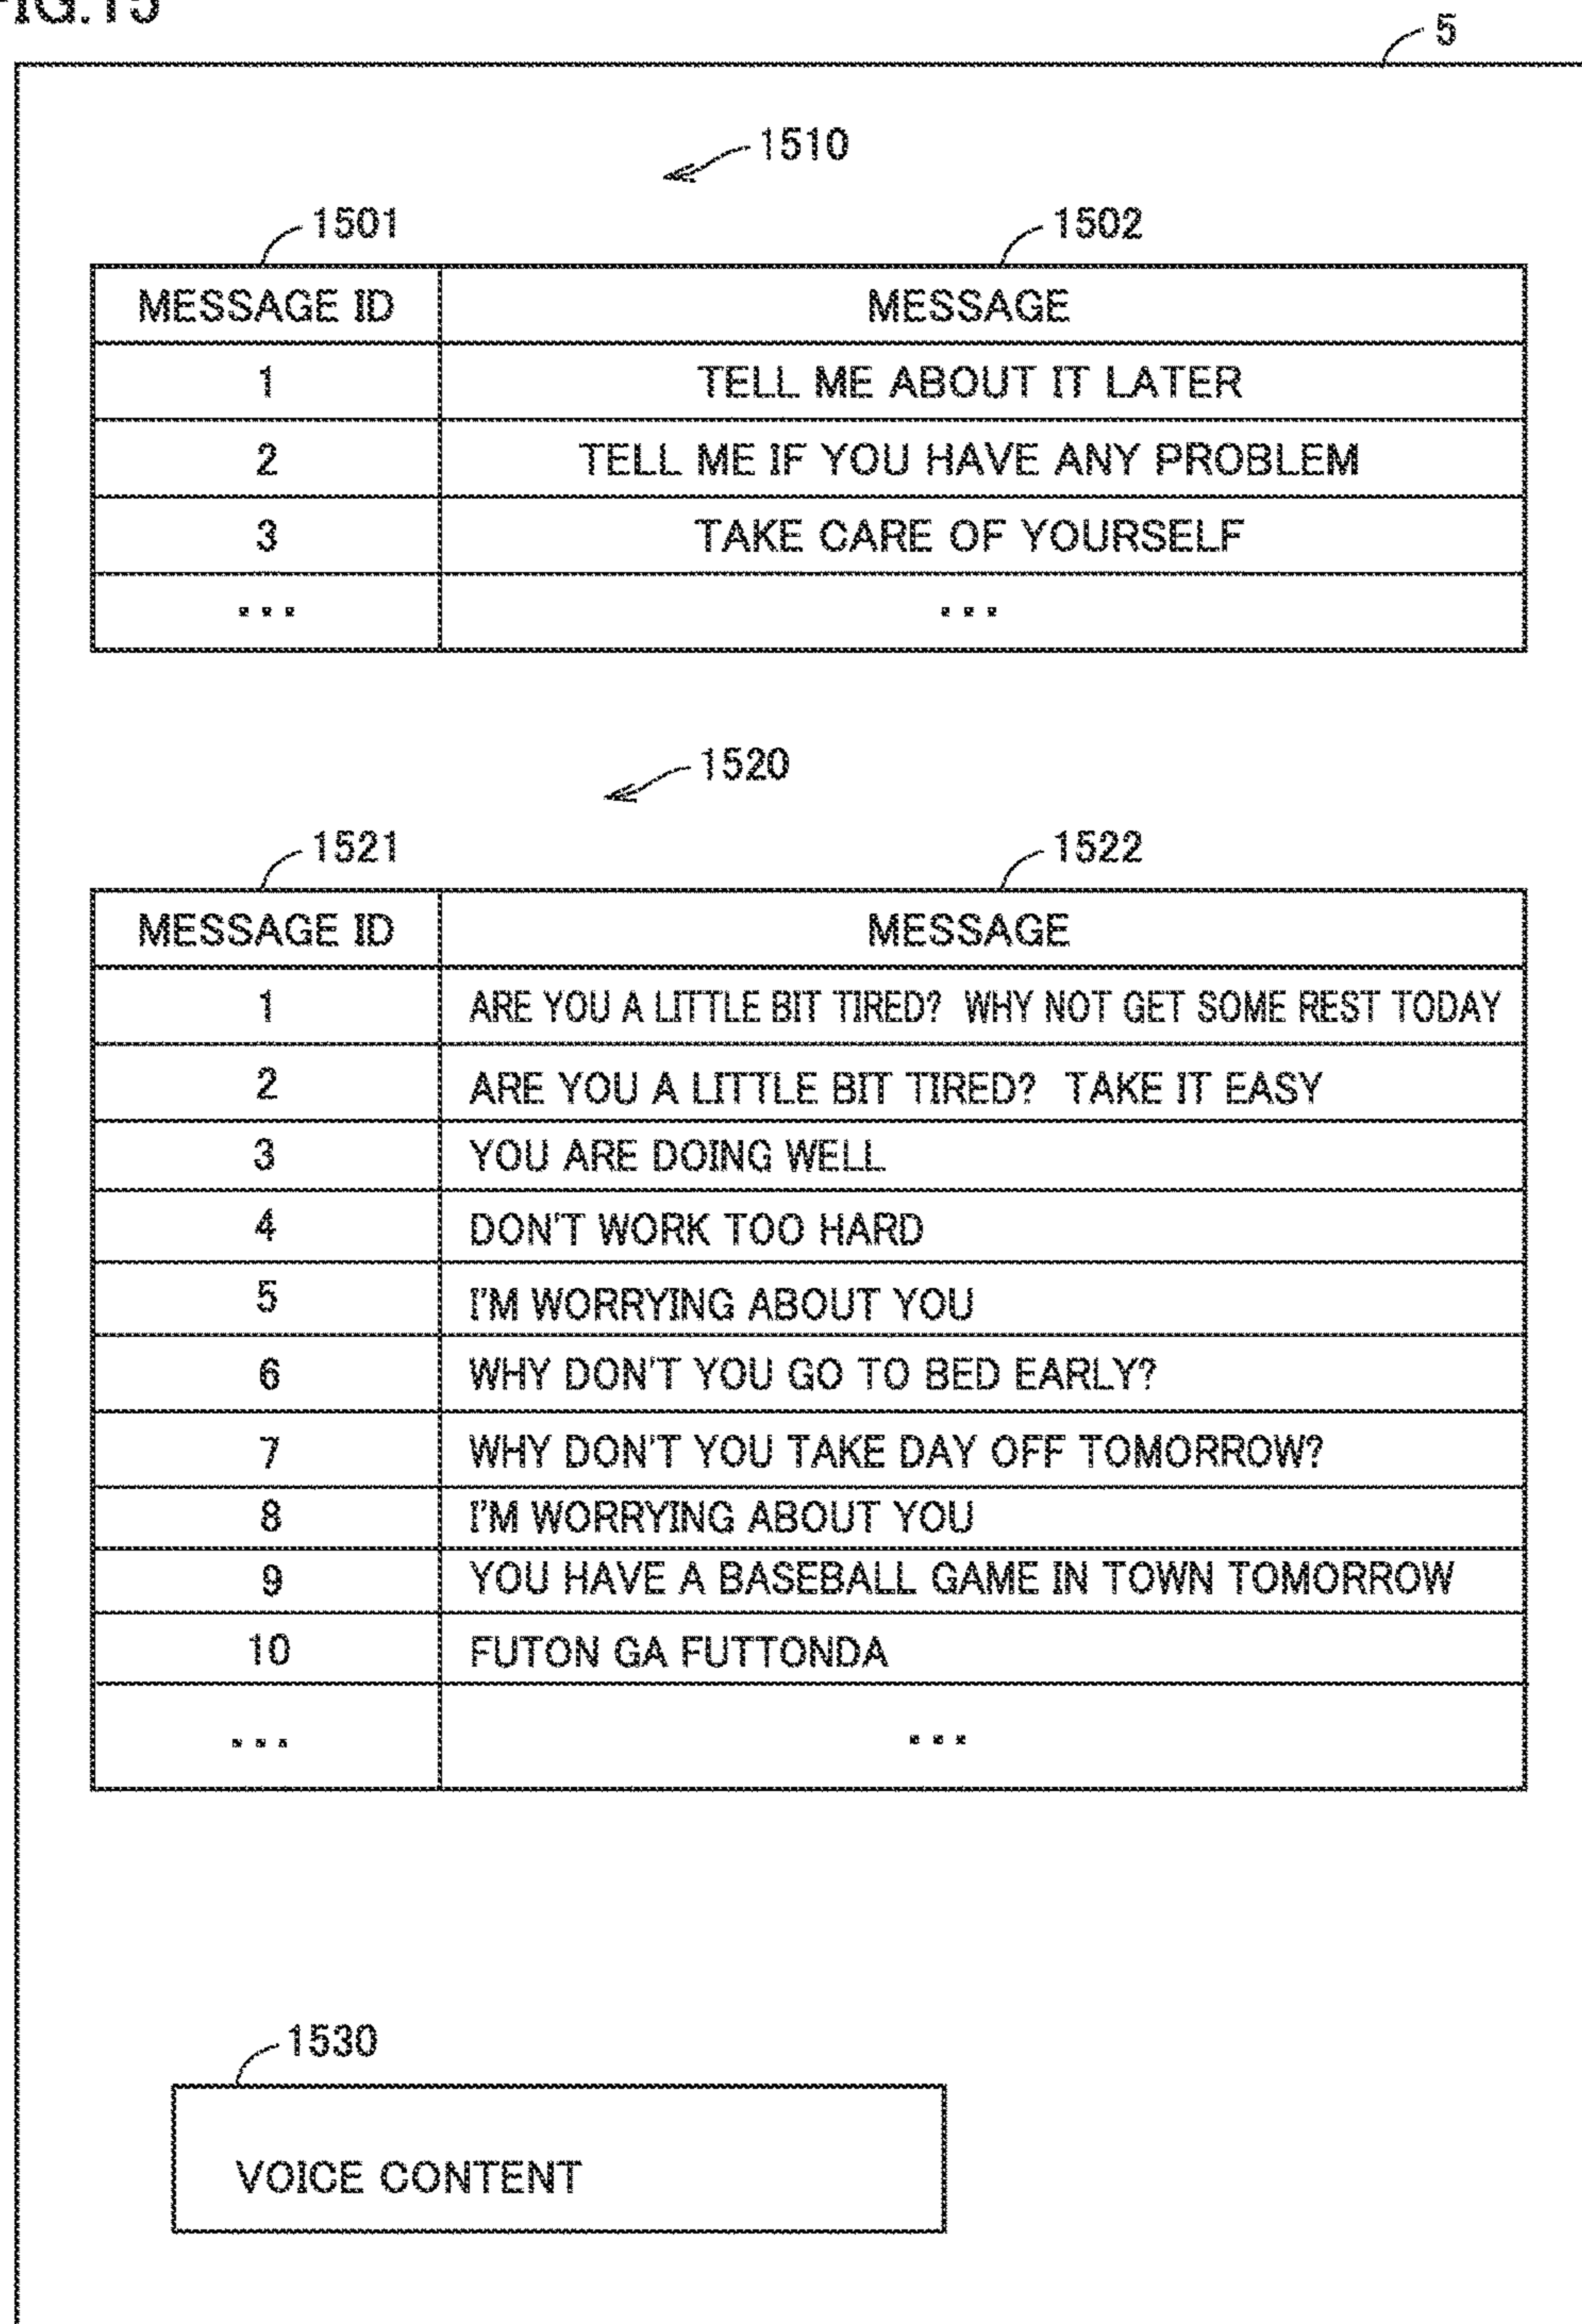 FIG.15
5
1510
1501 1502
MESSAGE ID MESSAGE
1 TELL ME ABOUT IT LATER
2 TELL ME IF YOU HAVE ANY PROBLEM
3 TAKE CARE OF YOURSELF
... ...
1520
1521 1522
MESSAGE ID MESSAGE
1 ARE YOU A LITTLE BIT TIRED? WHY NOT GET SOME REST TODAY
2 ARE YOU A LITTLE BIT TIRED? TAKE IT EASY
3 YOU ARE DOING WELL
4 DON'T WORK TOO HARD
5 I'M WORRYING ABOUT YOU
6 WHY DON'T YOU GO TO BED EARLY?
7 WHY DON'T YOU TAKE DAY OFF TOMORROW?
8 I'M WORRYING ABOUT YOU
9 YOU HAVE A BASEBALL GAME IN TOWN TOMORROW
10 FUTON GA FUTTONDA
... ...
1530
VOICE CONTENT